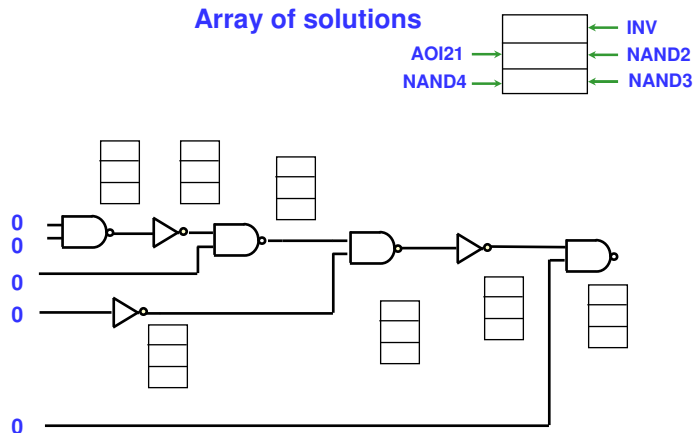 Array of solutions
INV
AOI21
NAND2
NAND4
NAND3
0
0
0
0
0